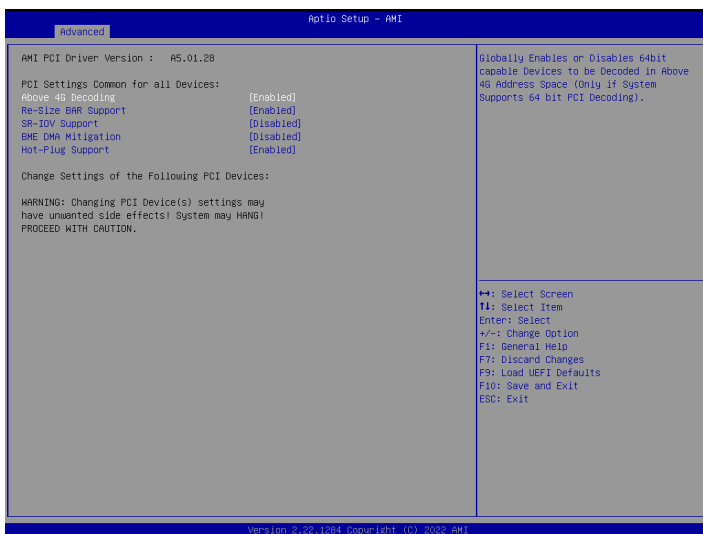 Aptio Setup – AMI
Advanced
AMI PCI Driver Version : A5.01.28
PCI Settings Common for all Devices:
Above 4G Decoding [Enabled]
Re-Size BAR Support [Enabled]
SR-IOV Support [Disabled]
BME DMA Mitigation [Disabled]
Hot-Plug Support [Enabled]
Change Settings of the Following PCI Devices:
WARNING: Changing PCI Device(s) settings may
have unwanted side effects! System may HANG!
PROCEED WITH CAUTION.
Globally Enables or Disables 64bit
capable Devices to be Decoded in Above
4G Address Space (Only if System
Supports 64 bit PCI Decoding).
↔: Select Screen
↑↓: Select Item
Enter: Select
+/-: Change Option
F1: General Help
F7: Discard Changes
F9: Load UEFI Defaults
F10: Save and Exit
ESC: Exit
Version 2.22.1284 Copyright (C) 2022 AMI